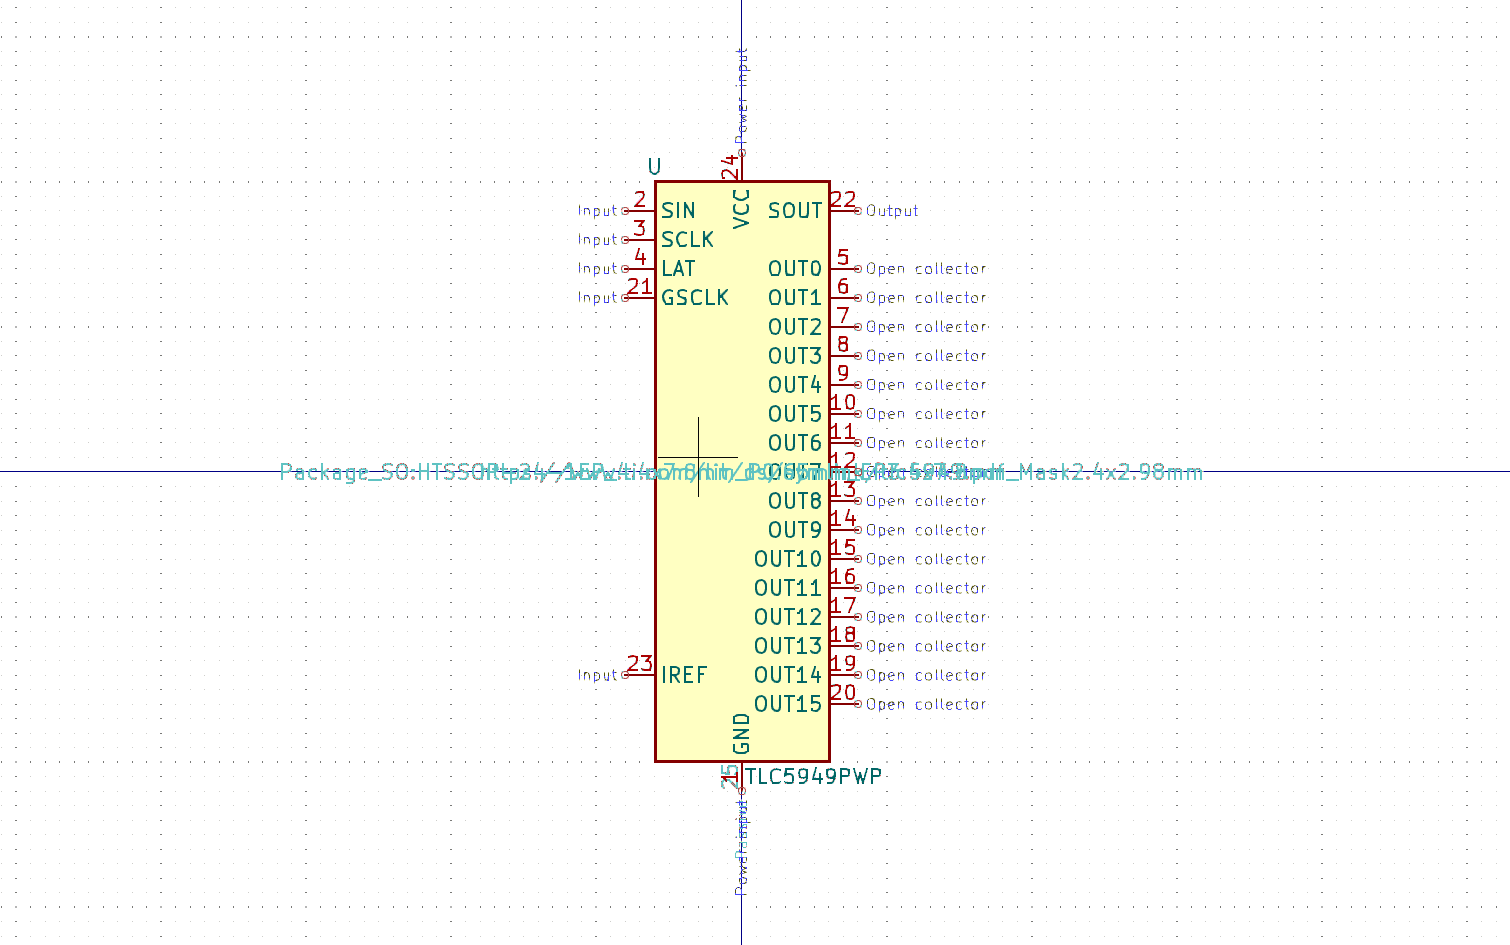 Power input
24
U
VCC
Input 2 SIN
SOUT 22 Output
Input 3 SCLK
Input 4 LAT
OUT0 5 Open collector
Input 21 GSCLK
OUT1 6 Open collector
OUT2 7 Open collector
OUT3 8 Open collector
OUT4 9 Open collector
OUT5 10 Open collector
OUT6 11 Open collector
Package_SO:HTSSOP-24
Mask2.4x2.98mm
OUT7 12
OUT8 13 Open collector
OUT9 14 Open collector
OUT10 15 Open collector
OUT11 16 Open collector
OUT12 17 Open collector
OUT13 18 Open collector
Input 23 IREF
OUT14 19 Open collector
OUT15 20 Open collector
GND
1
25
TLC5949PWP
Power input